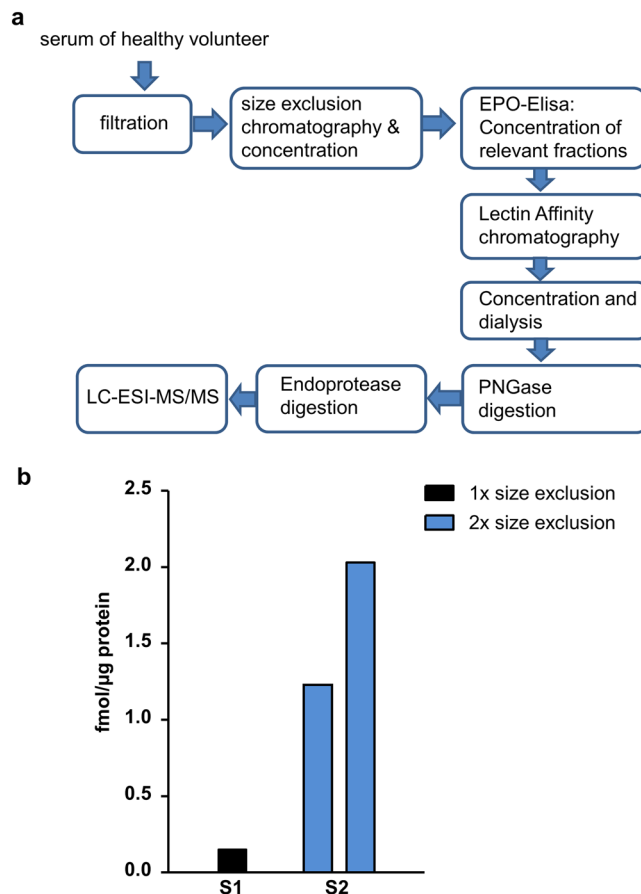 a
serum of healthy volunteer
filtration
size exclusion
chromatography &
concentration
EPO-Elisa:
Concentration of
relevant fractions
Lectin Affinity
chromatography
Concentration and
dialysis
PNGase
digestion
Endoprotease
digestion
LC-ESI-MS/MS
b
1x size exclusion
2x size exclusion
fmol/µg protein
2.5
2.0
1.5
1.0
0.5
0.0
S1
S2